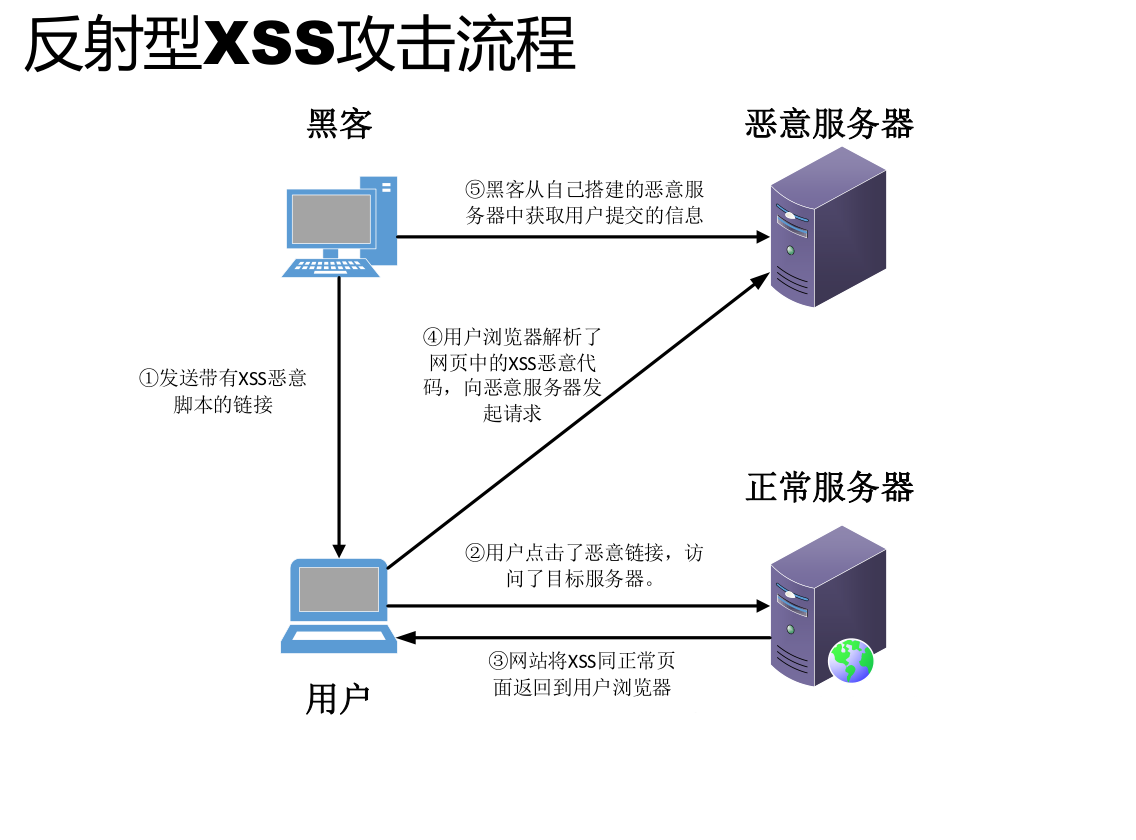 反射型XSS攻击流程
黑客
恶意服务器
⑤黑客从自己搭建的恶意服
务器中获取用户提交的信息
④用户浏览器解析了
网页中的XSS恶意代
码，向恶意服务器发
起请求
①发送带有XSS恶意
脚本的链接
正常服务器
②用户点击了恶意链接，访
问了目标服务器。
③网站将XSS同正常页
面返回到用户浏览器
用户